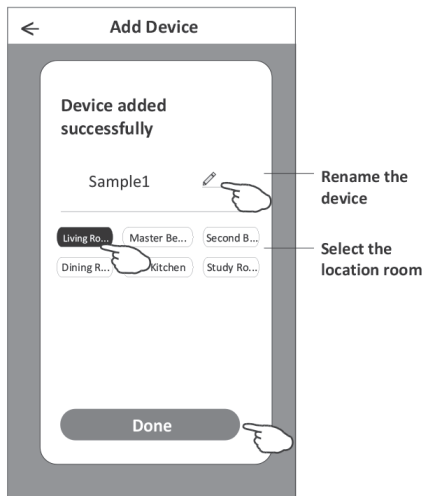 Add Device
Device added
successfully
Sample1
Rename the
device
Living Ro...
Master Be...
Second B...
Select the
location room
Dining R...
Kitchen
Study Ro...
Done